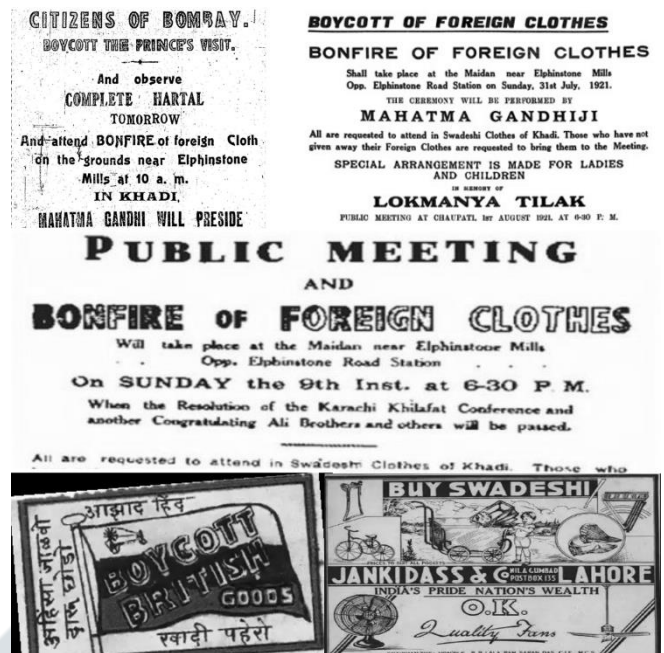 CITIZENS OF BOMBAY.
BOYCOTT THE PRINCE'S VISIT.
And observe
COMPLETE HARTAL
TOMORROW
And attend BONFIRE of foreign Cloth
on the grounds near Elphinstone
Mills at 10 a. m.
IN KHADI,
MAHATMA GANDHI WILL PRESIDE
BOYCOTT OF FOREIGN CLOTHES
BONFIRE OF FOREIGN CLOTHES
Shall take place at the Maidan near Elphinstone Mills
Opp. Elphinstone Road Station on Sunday, 31st July, 1921.
THE CEREMONY WILL BE PERFORMED BY
MAHATMA GANDHIJI
All are requested to attend in Swadeshi Clothes of Khadi. Those who have not
given away their Foreign Clothes are requested to bring them to the Meeting.
SPECIAL ARRANGEMENT IS MADE FOR LADIES
AND CHILDREN
IN MEMORY OF
LOKMANYA TILAK
PUBLIC MEETING AT CHAUPATI, 1ST AUGUST 1921, AT 6-30 P. M.
PUBLIC MEETING
AND
BONFIRE OF FOREIGN CLOTHES
Will take place at the Maidan near Elphinstone Mills
Opp. Elphinstone Road Station
On SUNDAY the 9th Inst. at 6-30 P. M.
When the Resolution of the Karachi Khilafat Conference and
another Congratulating Ali Brothers and others will be passed.
All are requested to attend in Swadeshi Clothes of Khadi. Those who
आझाद हिंद
BOYCOTT
BRITISH
GOODS
खादी पहेरो
BUY SWADESHI
JANKIDASS & Co NILA GUMBAD
POST BOX 135 LAHORE
INDIA'S PRIDE NATION'S WEALTH
O.K.
Quality Fans